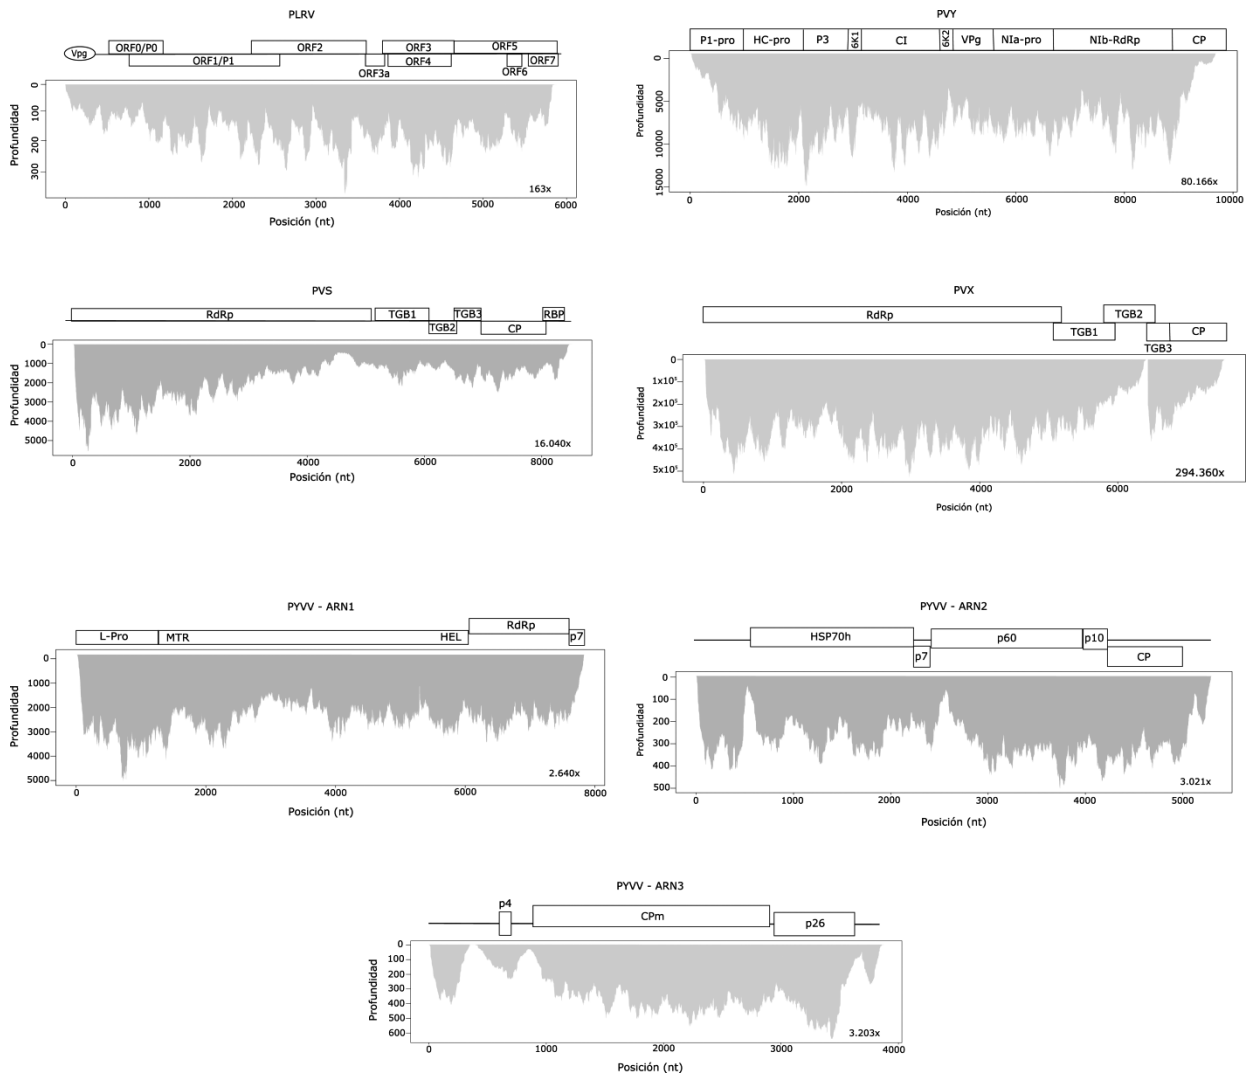 PLRV
Vpg
ORF0/P0
ORF2
ORF3
ORF5
ORF1/P1
ORF3a
ORF4
ORF6
ORF7
Profundidad
0
100
200
300
163x
0 1000 2000 3000 4000 5000 6000
Posición (nt)
PVY
P1-pro HC-pro P3 6K1 CI 6K2 VPg NIa-pro NIb-RdRp CP
Profundidad
0
5000
10000
15000
80.166x
0 2000 4000 6000 8000 10000
Posición (nt)
PVS
RdRp TGB1 TGB3 RBP
TGB2 CP
Profundidad
0
1000
2000
3000
4000
5000
16.040x
0 2000 4000 6000 8000
Posición (nt)
PVX
RdRp TGB2
TGB1 CP
TGB3
Profundidad
0
1x10⁵
2x10⁵
3x10⁵
4x10⁵
5x10⁵
294.360x
0 2000 4000 6000
Posición (nt)
PYVV - ARN1
RdRp
L-Pro MTR HEL p7
Profundidad
0
1000
2000
3000
4000
5000
2.640x
0 2000 4000 6000 8000
Posición (nt)
PYVV - ARN2
HSP70h p60 p10
p7 CP
Profundidad
0
100
200
300
400
500
3.021x
0 1000 2000 3000 4000 5000
Posición (nt)
PYVV - ARN3
p4
CPm
p26
Profundidad
0
100
200
300
400
500
600
3.203x
0 1000 2000 3000 4000
Posición (nt)